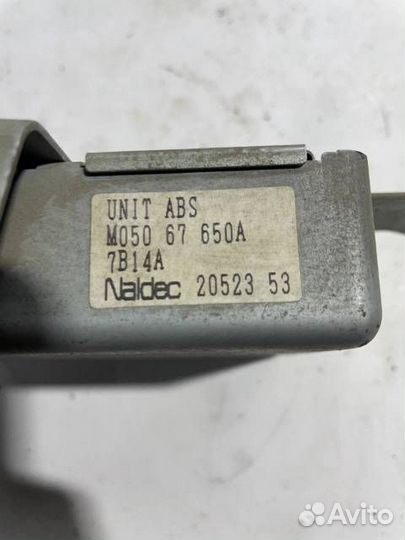 UNIT ABS
M050 67 650A
7B14A
Naldec 20523 53
Avito